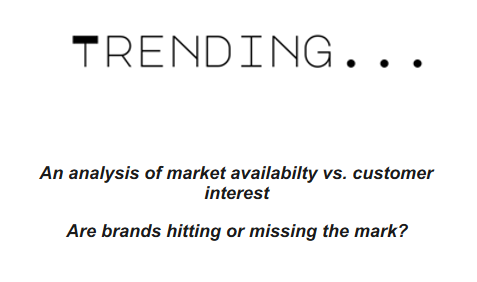 TRENDING...
An analysis of market availabilty vs. customer
interest
Are brands hitting or missing the mark?